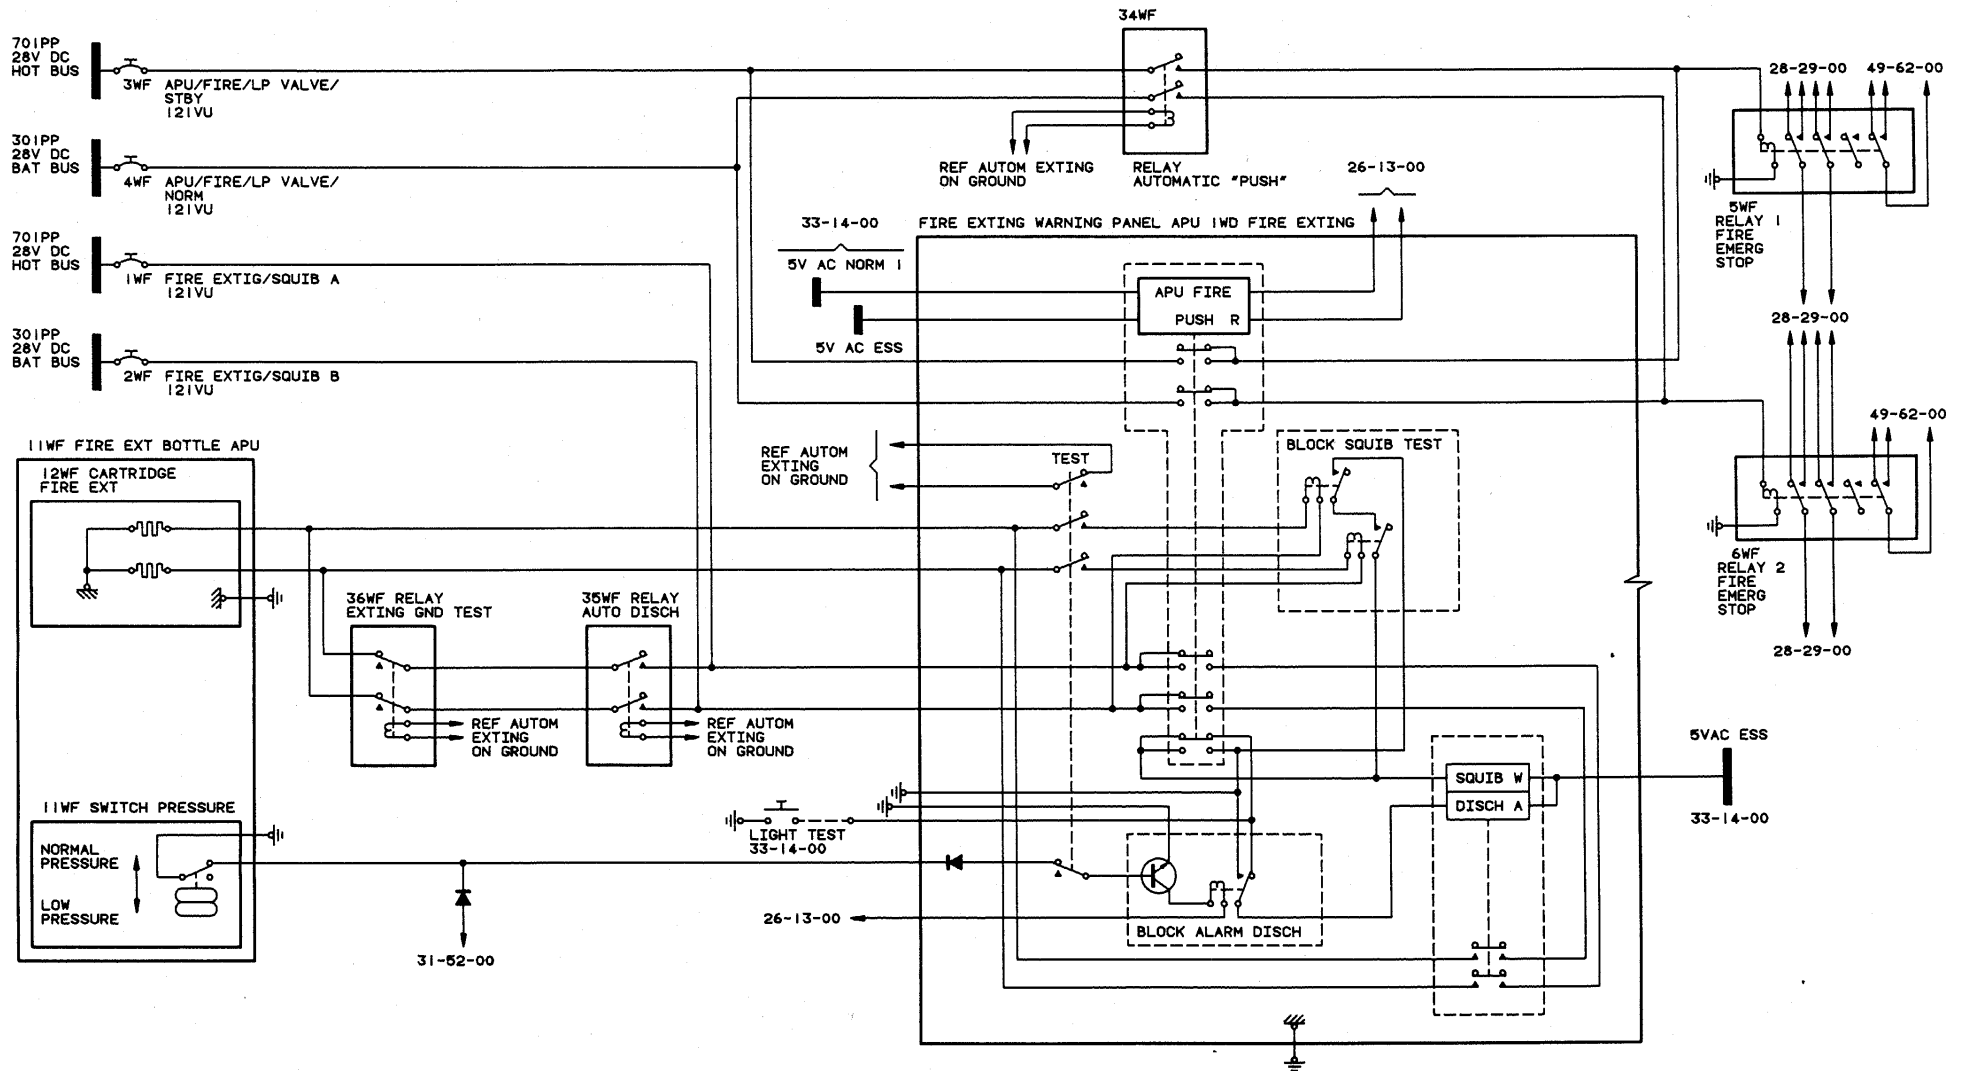 34WF
701PP
28V DC
HOT BUS
3WF APU/FIRE/LP VALVE/
STBY
121VU
28-29-00
49-62-00
301PP
28V DC
BAT BUS
4WF APU/FIRE/LP VALVE/
NORM
121VU
REF AUTOM EXTING
ON GROUND
RELAY
AUTOMATIC "PUSH"
26-13-00
5WF
RELAY 1
FIRE
EMERG
STOP
701PP
28V DC
HOT BUS
1WF FIRE EXTIG/SQUIB A
121VU
33-14-00
FIRE EXTING WARNING PANEL APU 1WD FIRE EXTING
5V AC NORM 1
APU FIRE
PUSH R
5V AC ESS
28-29-00
301PP
28V DC
BAT BUS
2WF FIRE EXTIG/SQUIB B
121VU
49-62-00
11WF FIRE EXT BOTTLE APU
12WF CARTRIDGE
FIRE EXT
REF AUTOM
EXTING
ON GROUND
TEST
BLOCK SQUIB TEST
6WF
RELAY 2
FIRE
EMERG
STOP
28-29-00
36WF RELAY
EXTING GND TEST
35WF RELAY
AUTO DISCH
REF AUTOM
EXTING
ON GROUND
REF AUTOM
EXTING
ON GROUND
5VAC ESS
SQUIB W
DISCH A
33-14-00
11WF SWITCH PRESSURE
NORMAL
PRESSURE
LOW
PRESSURE
LIGHT TEST
33-14-00
26-13-00
BLOCK ALARM DISCH
31-52-00